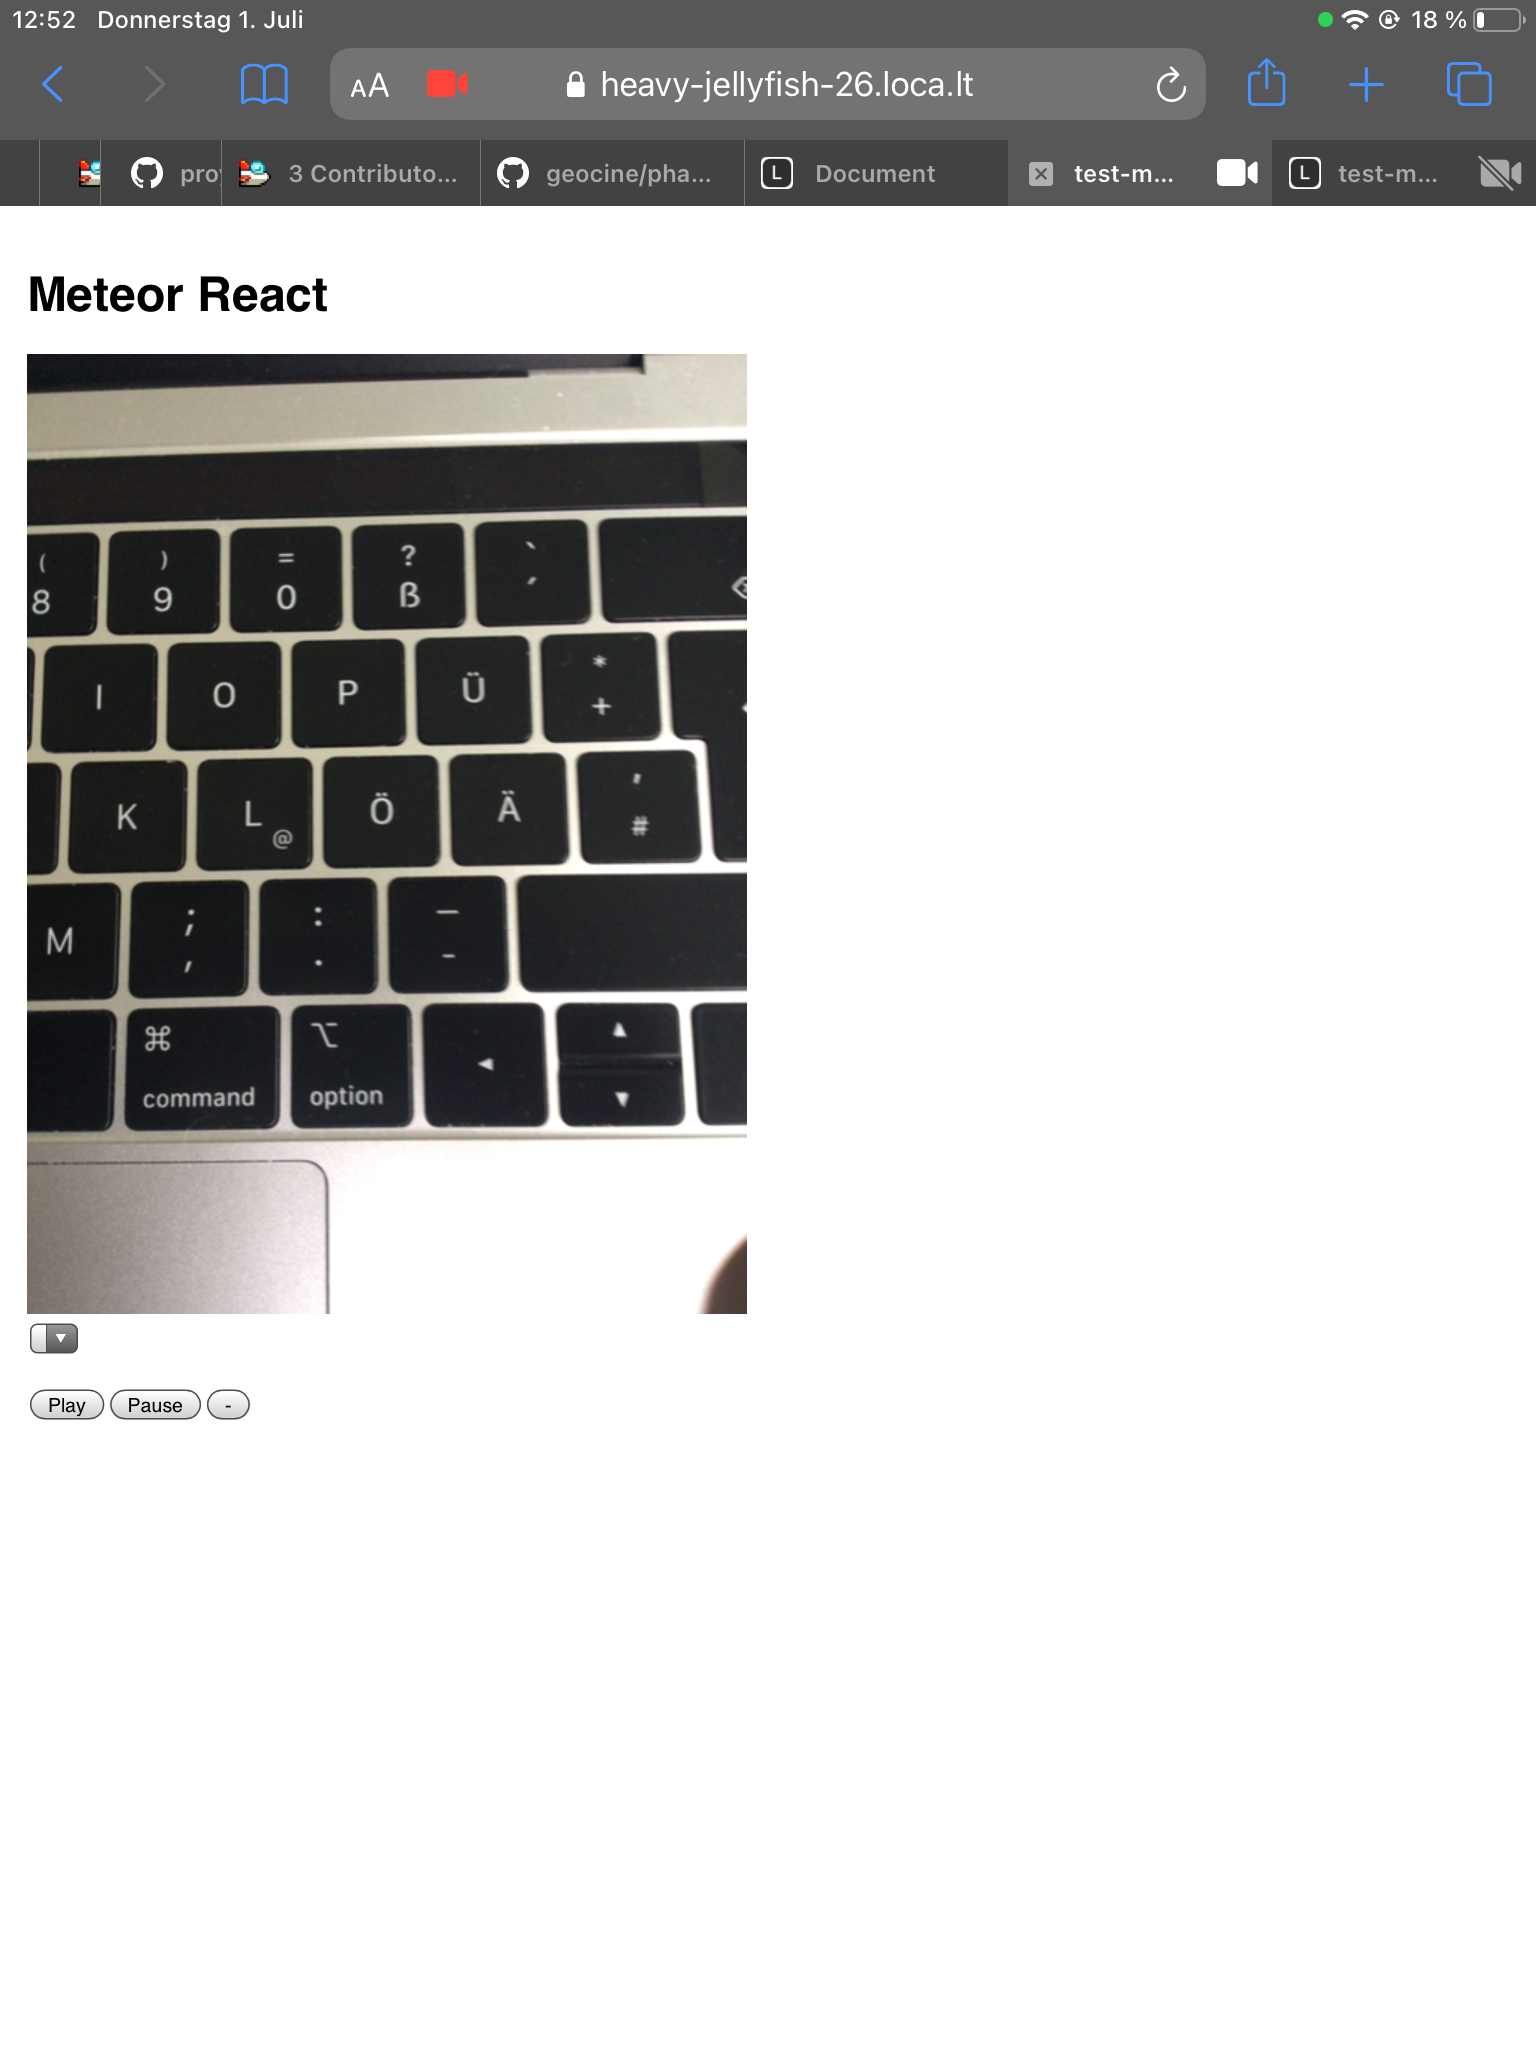 12:52 Donnerstag 1. Juli 18 %
AA heavy-jellyfish-26.loca.lt
pro 3 Contributo... geocine/pha... L Document test-m... L test-m...
Meteor React
( ) = ? `
8 9 0 ß ´
I O P Ü * +
K L @ Ö Ä ' #
M ; , : . _ -
⌘ ⌥ ◄ ▲
command option ▼
Play Pause -